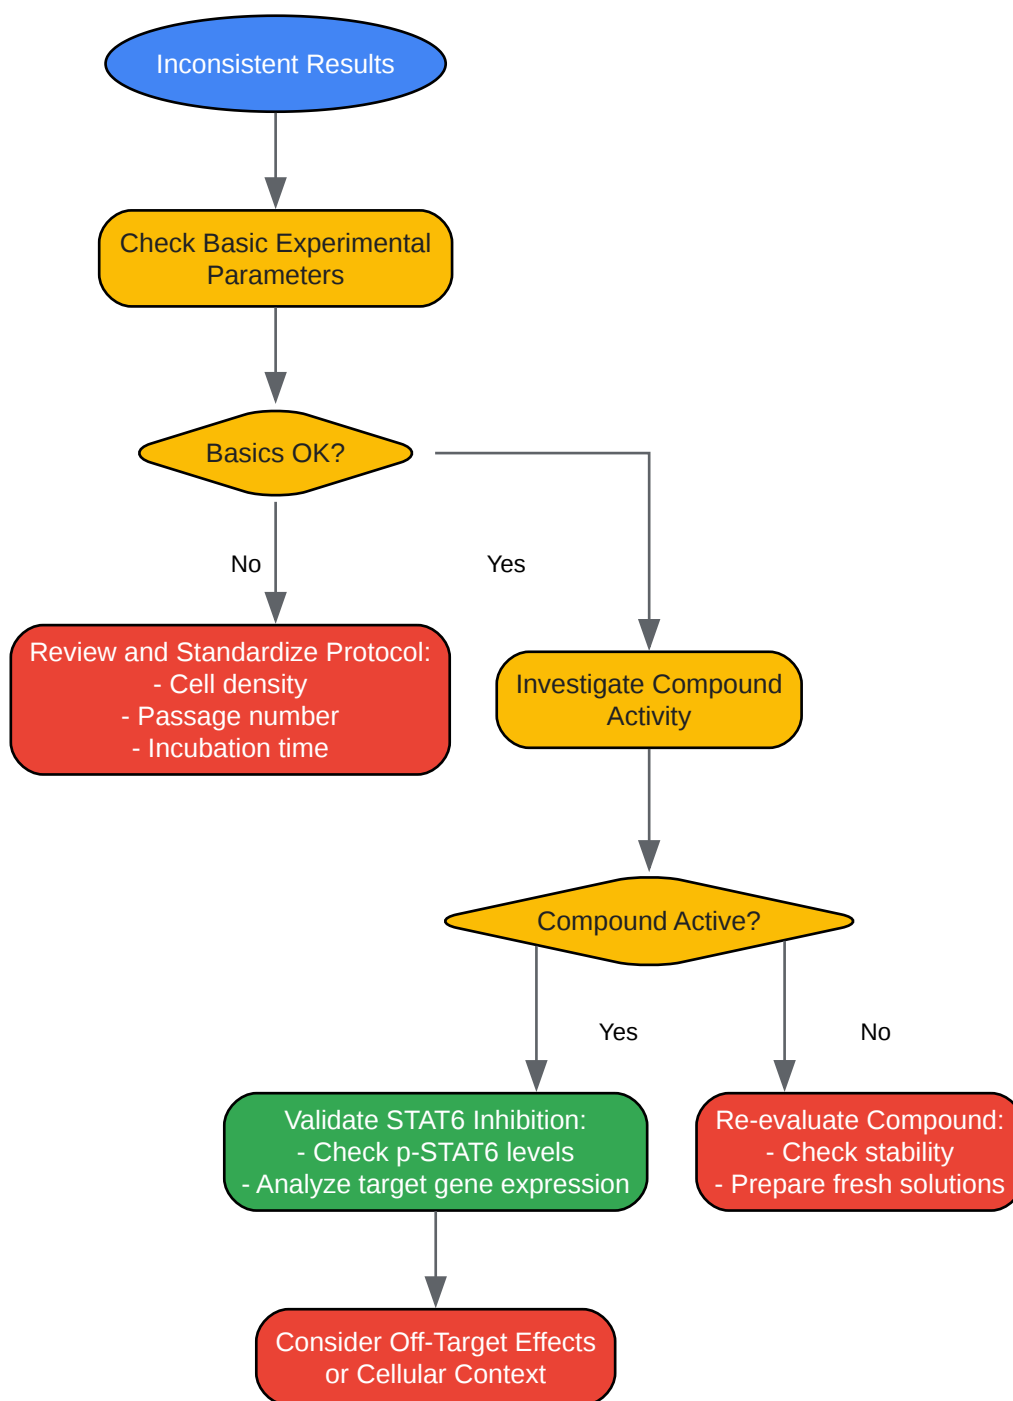 Inconsistent Results
Check Basic Experimental
Parameters
Basics OK?
No
Yes
Review and Standardize Protocol:
- Cell density
- Passage number
- Incubation time
Investigate Compound
Activity
Compound Active?
Yes
No
Validate STAT6 Inhibition:
- Check p-STAT6 levels
- Analyze target gene expression
Re-evaluate Compound:
- Check stability
- Prepare fresh solutions
Consider Off-Target Effects
or Cellular Context